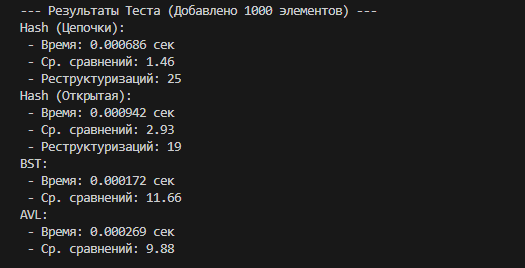 --- Результаты Теста (Добавлено 1000 элементов) ---
Hash (Цепочки):
- Время: 0.000686 сек
- Ср. сравнений: 1.46
- Реструктуризаций: 25
Hash (Открытая):
- Время: 0.000942 сек
- Ср. сравнений: 2.93
- Реструктуризаций: 19
BST:
- Время: 0.000172 сек
- Ср. сравнений: 11.66
AVL:
- Время: 0.000269 сек
- Ср. сравнений: 9.88